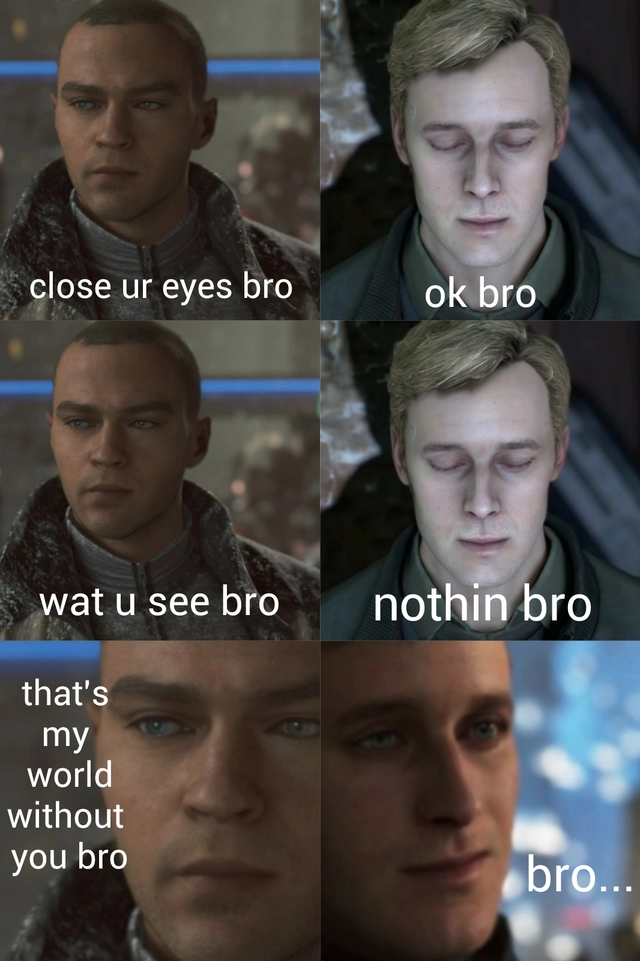 close ur eyes bro
ok bro
wat u see bro
nothin bro
that's
my
world
without
you bro
bro...